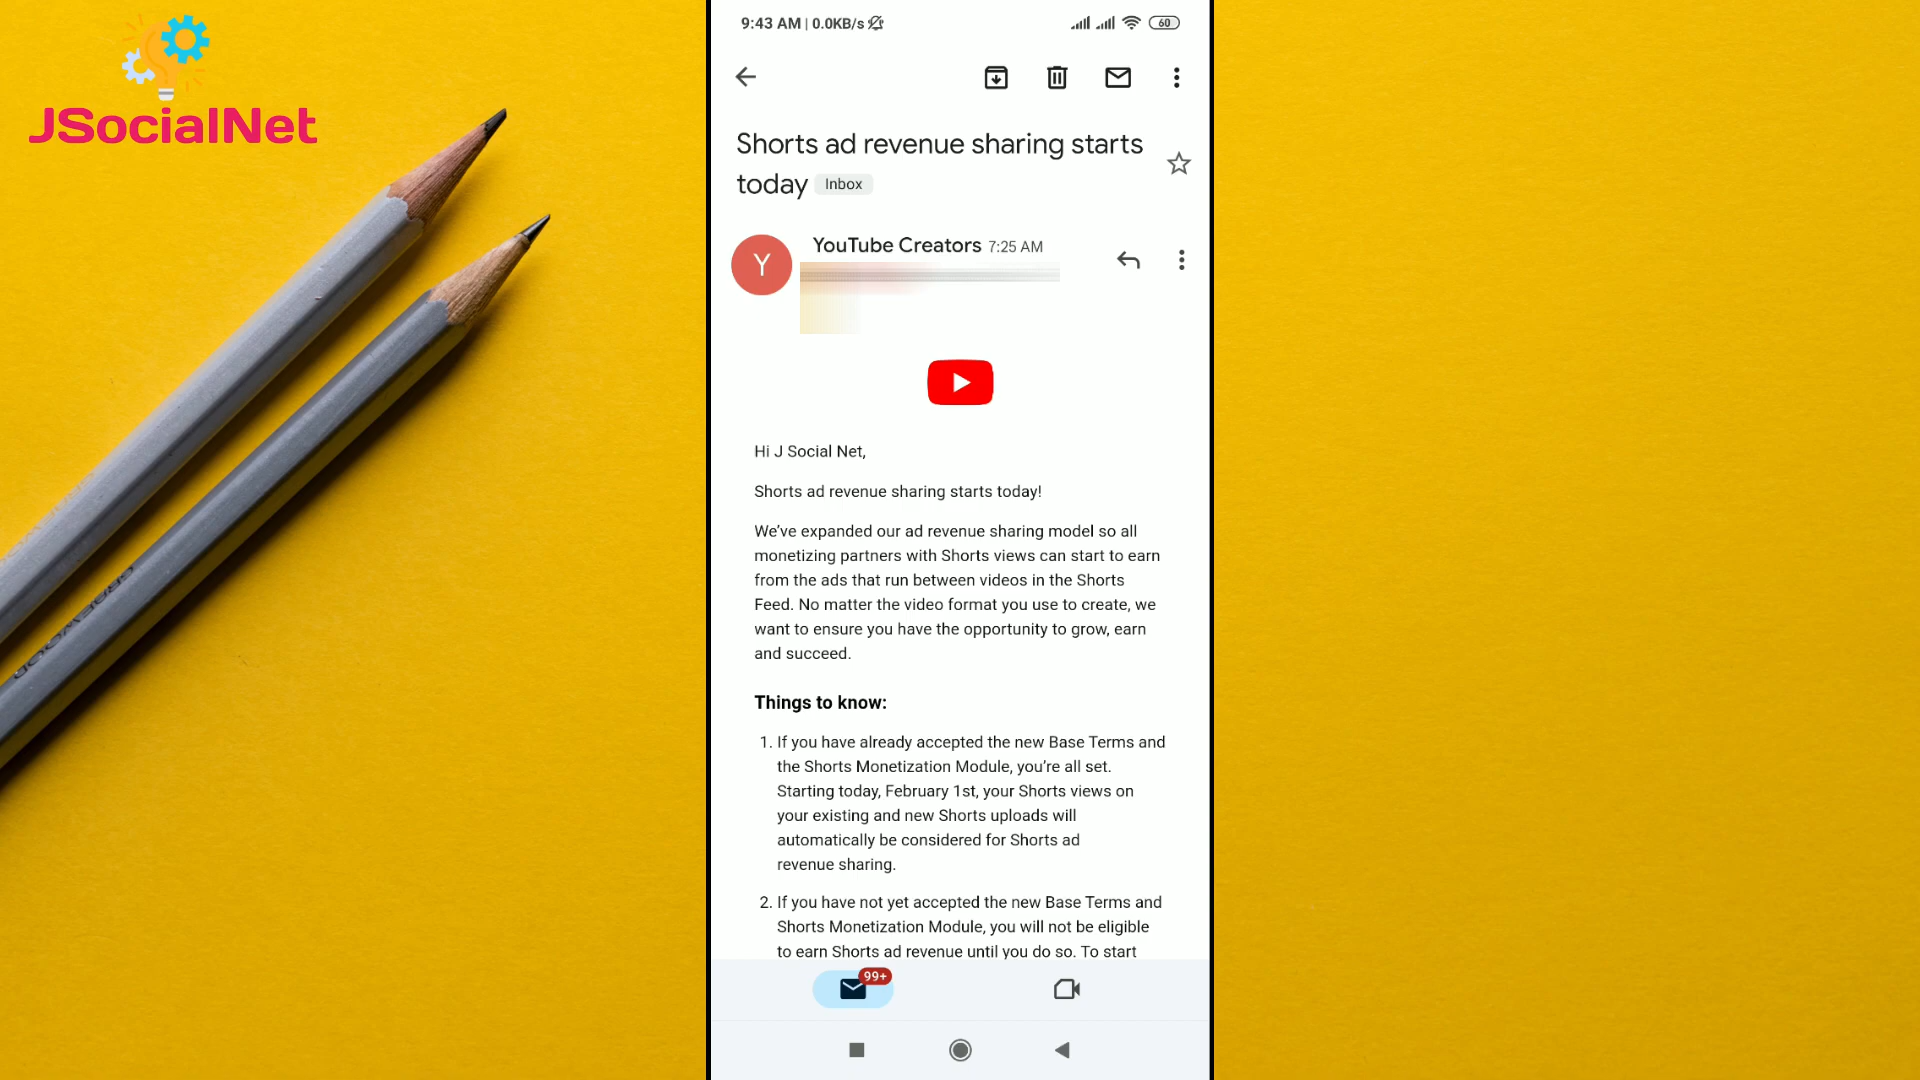 JSocialNet
9:43 AM | 0.0KB/s
60
Shorts ad revenue sharing starts
today Inbox
Y
YouTube Creators 7:25 AM
Hi J Social Net,
Shorts ad revenue sharing starts today!
We’ve expanded our ad revenue sharing model so all
monetizing partners with Shorts views can start to earn
from the ads that run between videos in the Shorts
Feed. No matter the video format you use to create, we
want to ensure you have the opportunity to grow, earn
and succeed.
Things to know:
1. If you have already accepted the new Base Terms and
the Shorts Monetization Module, you’re all set.
Starting today, February 1st, your Shorts views on
your existing and new Shorts uploads will
automatically be considered for Shorts ad
revenue sharing.
2. If you have not yet accepted the new Base Terms and
Shorts Monetization Module, you will not be eligible
to earn Shorts ad revenue until you do so. To start
99+